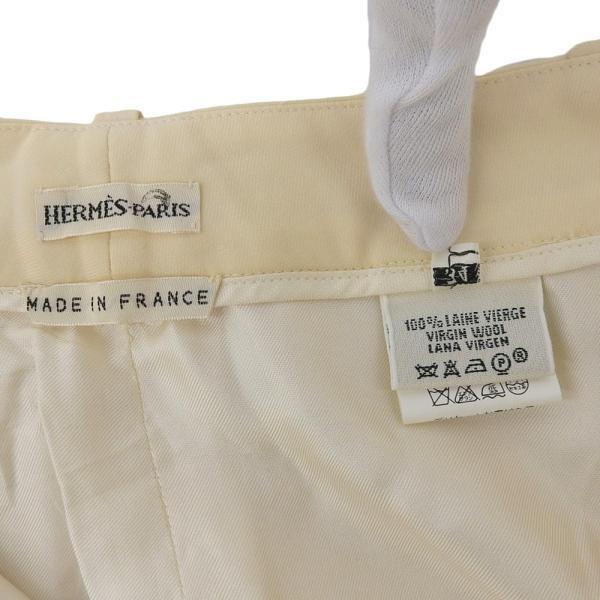 HERMÈS-PARIS
MADE IN FRANCE
100% LAINE VIERGE
VIRGIN WOOL
LANA VIRGEN